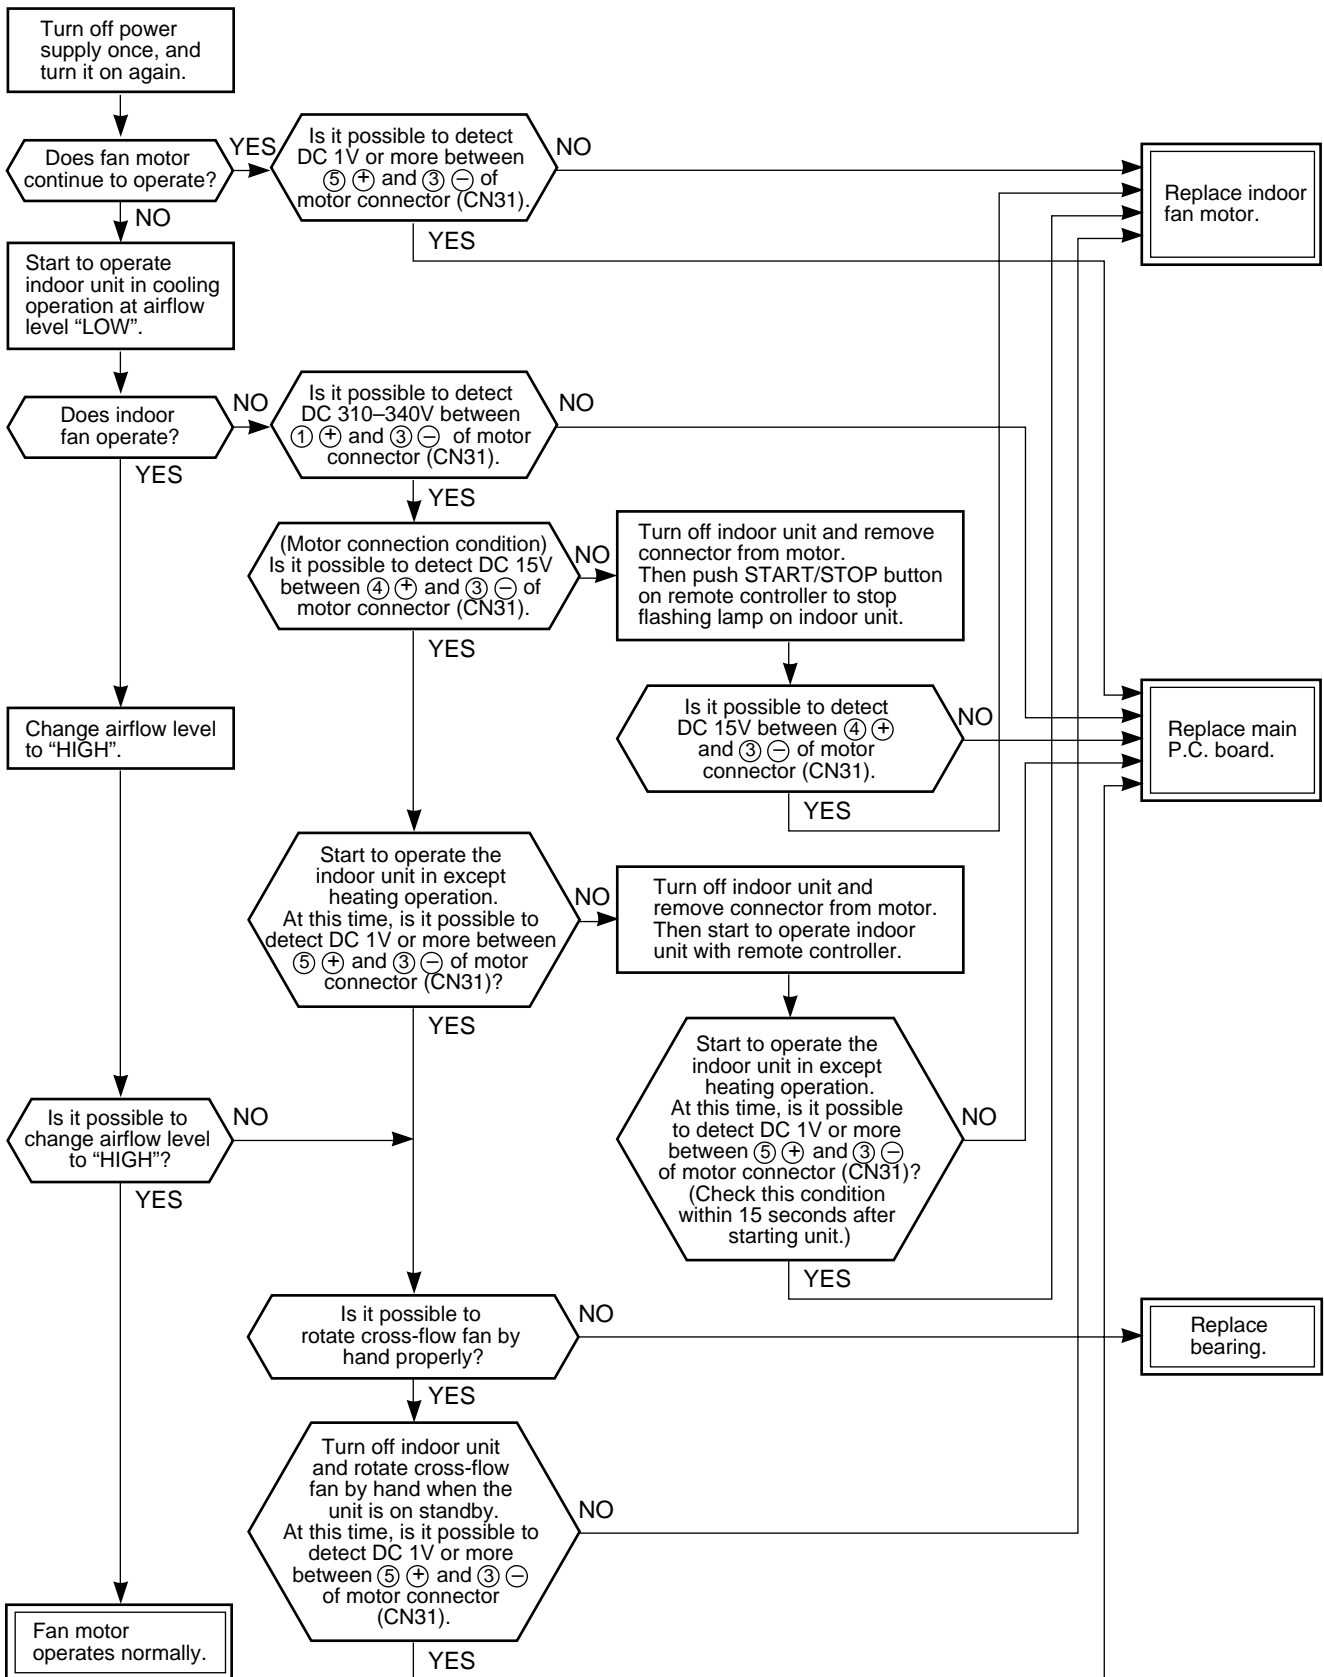 Turn off power
supply once, and
turn it on again.
Does fan motor
continue to operate?
YES
NO
Is it possible to detect
DC 1V or more between
⑤ ⊕ and ③ ⊖ of
motor connector (CN31).
NO
YES
Replace indoor
fan motor.
Start to operate
indoor unit in cooling
operation at airflow
level “LOW”.
Does indoor
fan operate?
NO
YES
Is it possible to detect
DC 310–340V between
① ⊕ and ③ ⊖ of motor
connector (CN31).
NO
YES
(Motor connection condition)
Is it possible to detect DC 15V
between ④ ⊕ and ③ ⊖ of
motor connector (CN31).
NO
YES
Turn off indoor unit and remove
connector from motor.
Then push START/STOP button
on remote controller to stop
flashing lamp on indoor unit.
Is it possible to detect
DC 15V between ④ ⊕
and ③ ⊖ of motor
connector (CN31).
NO
YES
Change airflow level
to “HIGH”.
Replace main
P.C. board.
Start to operate the
indoor unit in except
heating operation.
At this time, is it possible to
detect DC 1V or more between
⑤ ⊕ and ③ ⊖ of motor
connector (CN31)?
NO
YES
Turn off indoor unit and
remove connector from motor.
Then start to operate indoor
unit with remote controller.
Start to operate the
indoor unit in except
heating operation.
At this time, is it possible
to detect DC 1V or more
between ⑤ ⊕ and ③ ⊖
of motor connector (CN31)?
(Check this condition
within 15 seconds after
starting unit.)
NO
YES
Is it possible to
change airflow level
to “HIGH”?
NO
YES
Is it possible to
rotate cross-flow fan by
hand properly?
NO
YES
Replace
bearing.
Turn off indoor unit
and rotate cross-flow
fan by hand when the
unit is on standby.
At this time, is it possible to
detect DC 1V or more
between ⑤ ⊕ and ③ ⊖
of motor connector
(CN31).
NO
YES
Fan motor
operates normally.